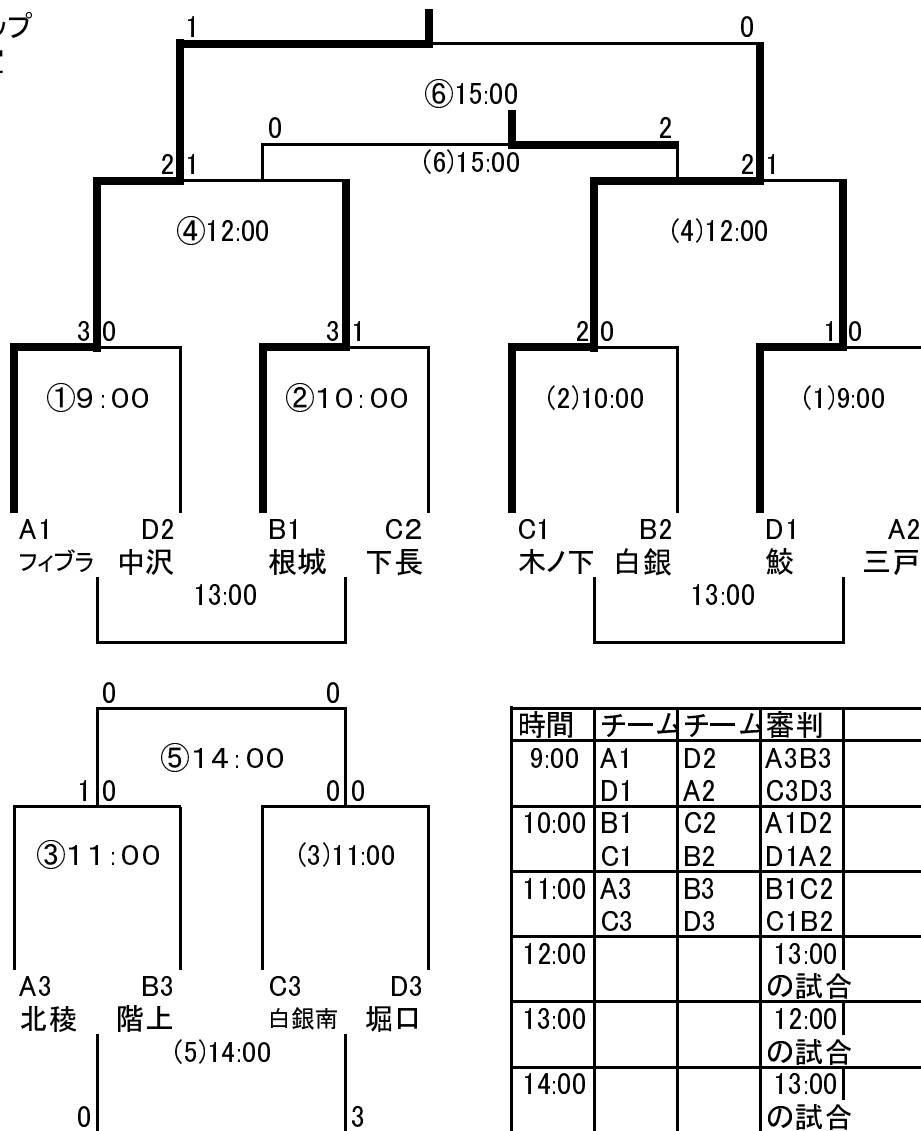 ップ
1 0
⑥15:00
0 2
(6)15:00
2 1 2 1
④12:00 (4)12:00
3 0 3 1 2 0 1 0
①9:00 ②10:00 (2)10:00 (1)9:00
A1 D2 B1 C2 C1 B2 D1 A2
フィブラ 中沢 根城 下長 木ノ下 白銀 鮫 三戸
13:00 13:00
0 0
⑤14:00
1 0 0 0
③11:00 (3)11:00
A3 B3 C3 D3
北稜 階上 白銀南 堀口
(5)14:00
0 3
時間 チーム チーム 審判
9:00 A1 D2 A3B3
D1 A2 C3D3
10:00 B1 C2 A1D2
C1 B2 D1A2
11:00 A3 B3 B1C2
C3 D3 C1B2
12:00 13:00
の試合
13:00 12:00
の試合
14:00 13:00
の試合